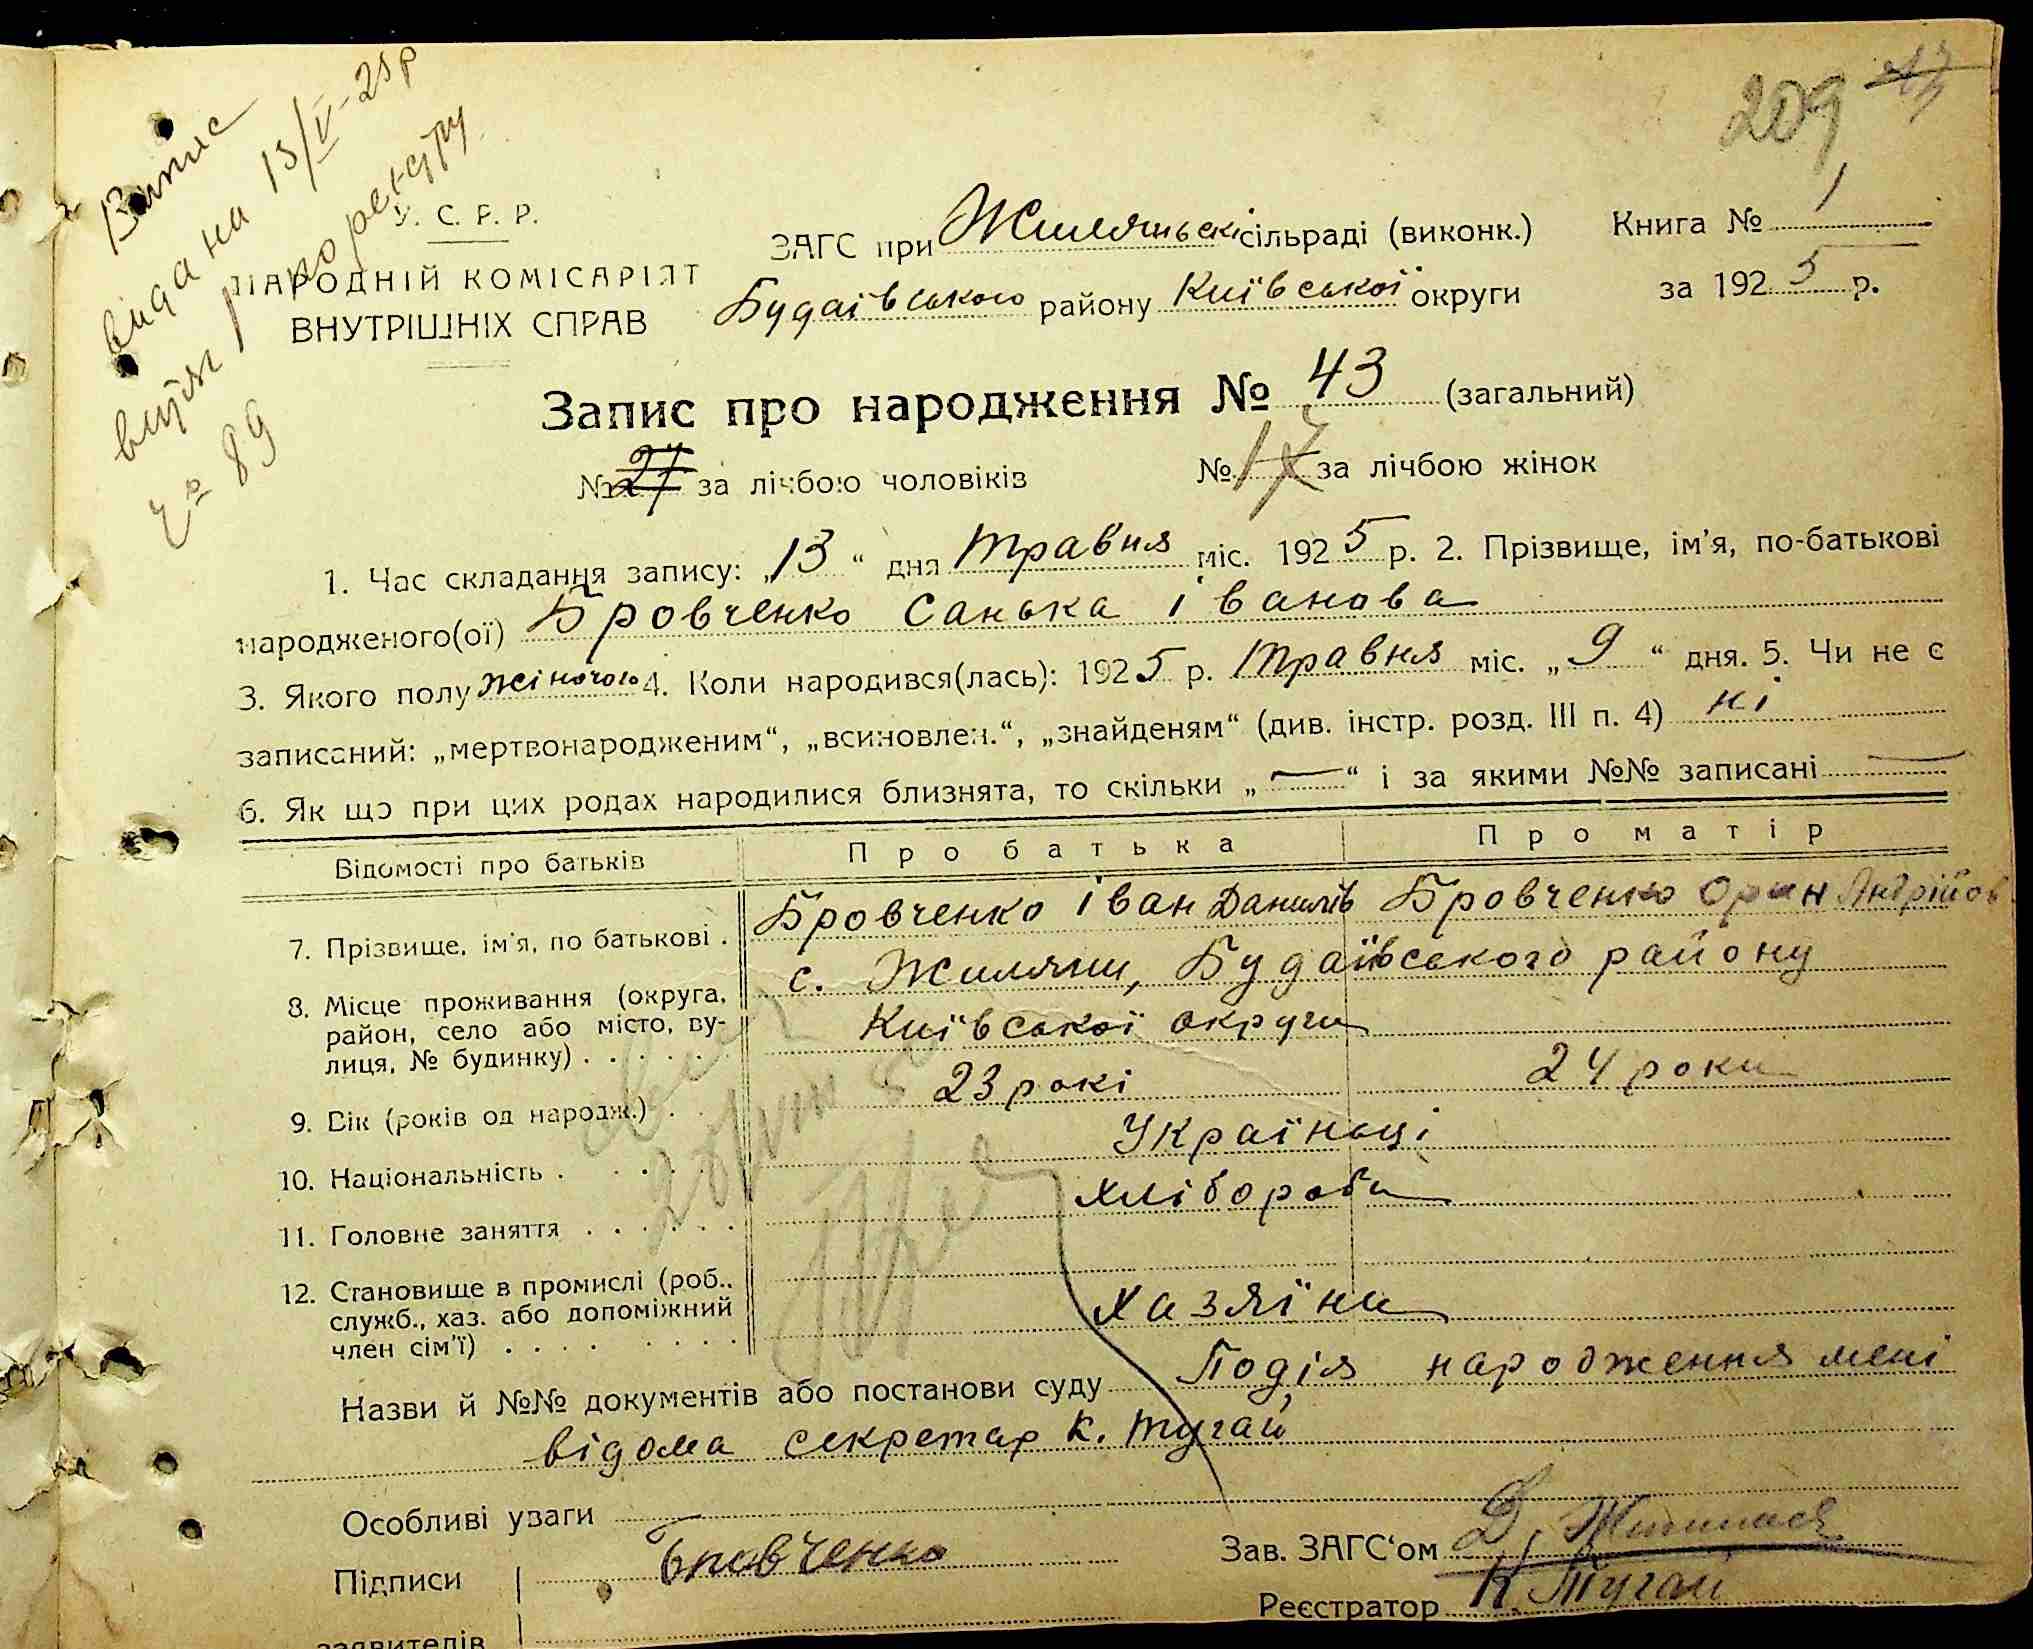 209
Витис
видана 13/V-25р
по реєстру
№ 89
У. С. Р. Р.
НАРОДНІЙ КОМІСАРІЯТ
ВНУТРІШНІХ СПРАВ
ЗАГС при Жилянськ сільраді (виконк.) Книга № 1
Будаївського району Київської округи за 1925 р.
Запис про народження № 43 (загальний)
№ 27 за лічбою чоловіків № 17 за лічбою жінок
1. Час складання запису: „13“ дня травня міс. 1925 р. 2. Прізвище, ім'я, по-батькові
народженого(ої) Бровченко Санька Іванова
3. Якого полу жіночого 4. Коли народився(лась): 1925 р. травня міс. „9“ дня. 5. Чи не є
записаний: „мертвонародженим“, „всиновлен.“, „знайденям“ (див. інстр. розд. III п. 4) ні
6. Як що при цих родах народилися близнята, то скільки „—“ і за якими №№ записані —
Відомості про батьків Про батька Про матір
7. Прізвище, ім'я, по батькові . Бровченко Іван Данилів Бровченко Орин Андрійов
8. Місце проживання (округа, район, село або місто, вулиця, № будинку) . . . . . с. Жиляни, Будаївського району
Київської округи
9. Вік (років од народж.) . . 23 рокі 24 роки
10. Національність . . . . Українці
11. Головне заняття . . . . . . хлібороби
12. Становище в промислі (роб.,
служб., хаз. або допоміжний
член сім'ї) . . . . . . . . хазяїни
Назви й №№ документів або постанови суду Подія народження мені
відома секретар К. Тугай
Особливі уваги
Підписи Бровченко Зав. ЗАГС'ом
Реєстратор К. Тугай
заявителів